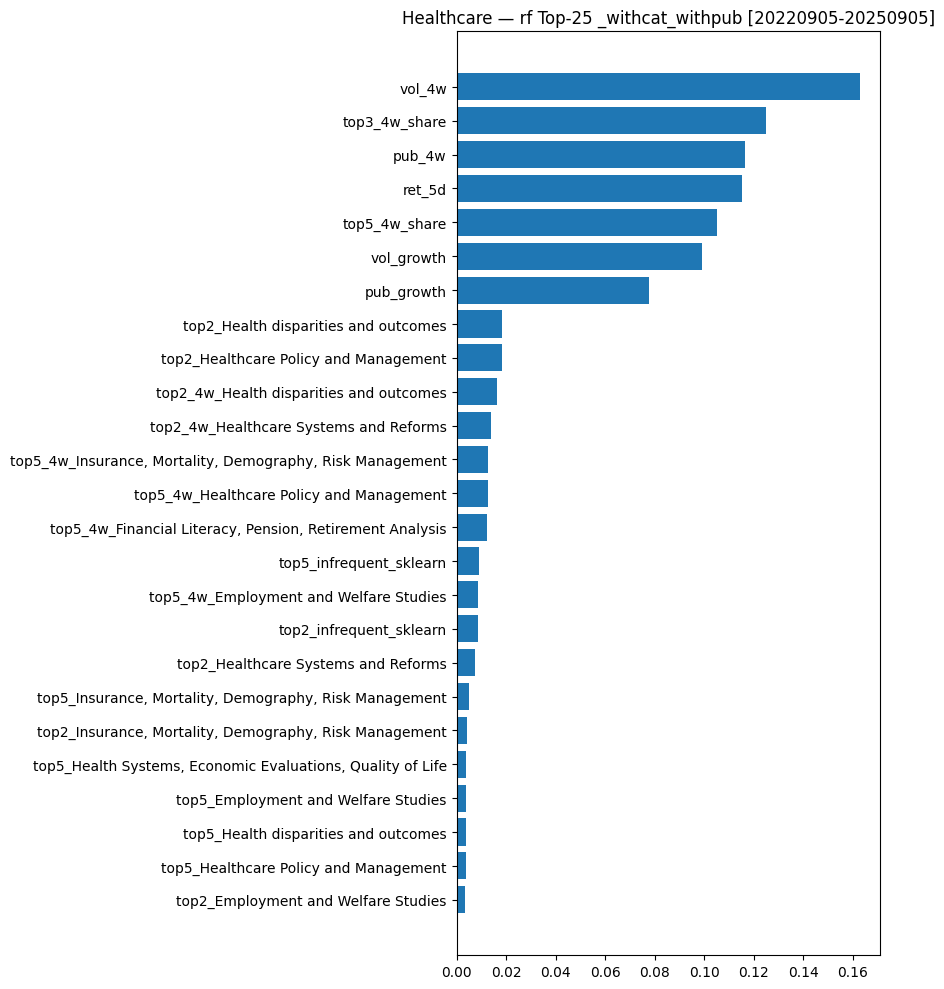 Healthcare — rf Top-25 _withcat_withpub [20220905-20250905]
vol_4w
top3_4w_share
pub_4w
ret_5d
top5_4w_share
vol_growth
pub_growth
top2_Health disparities and outcomes
top2_Healthcare Policy and Management
top2_4w_Health disparities and outcomes
top2_4w_Healthcare Systems and Reforms
top5_4w_Insurance, Mortality, Demography, Risk Management
top5_4w_Healthcare Policy and Management
top5_4w_Financial Literacy, Pension, Retirement Analysis
top5_infrequent_sklearn
top5_4w_Employment and Welfare Studies
top2_infrequent_sklearn
top2_Healthcare Systems and Reforms
top5_Insurance, Mortality, Demography, Risk Management
top2_Insurance, Mortality, Demography, Risk Management
top5_Health Systems, Economic Evaluations, Quality of Life
top5_Employment and Welfare Studies
top5_Health disparities and outcomes
top5_Healthcare Policy and Management
top2_Employment and Welfare Studies
0.00 0.02 0.04 0.06 0.08 0.10 0.12 0.14 0.16